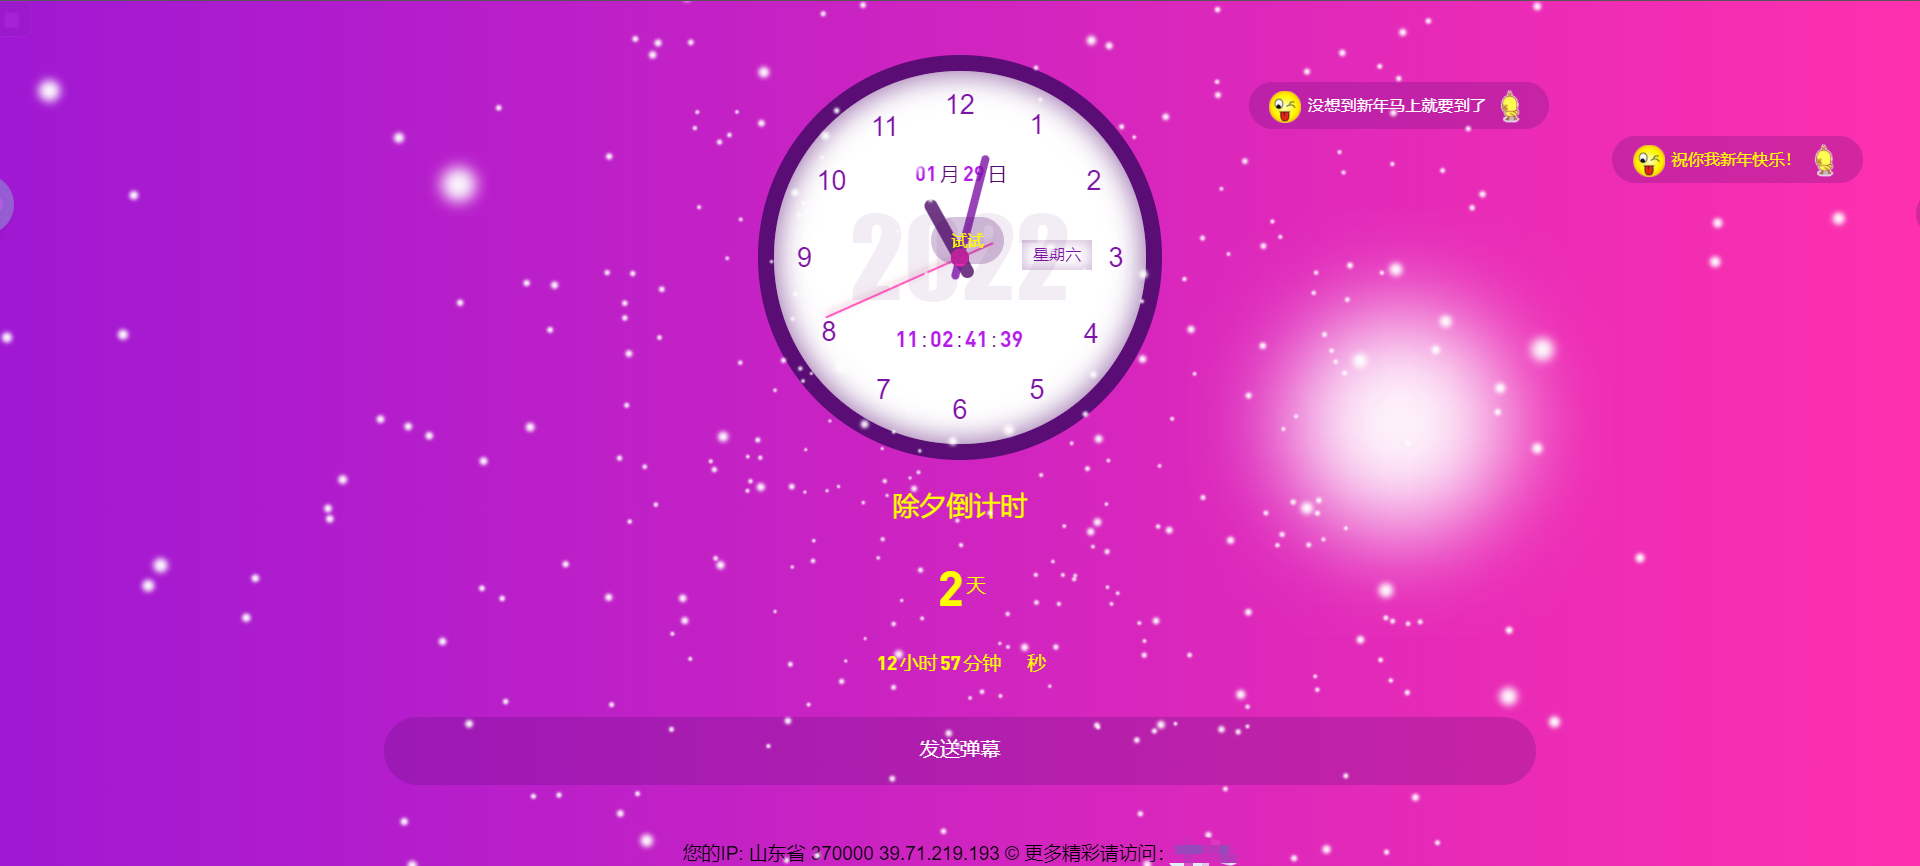 12
11
1
10
2
9
3
8
4
7
5
6
01月29日
2022
试试
星期六
11:02:41:39
没想到新年马上就要到了
祝你我新年快乐！
除夕倒计时
2天
12小时57分钟 秒
发送弹幕
您的IP: 山东省 370000 39.71.219.193 © 更多精彩请访问：